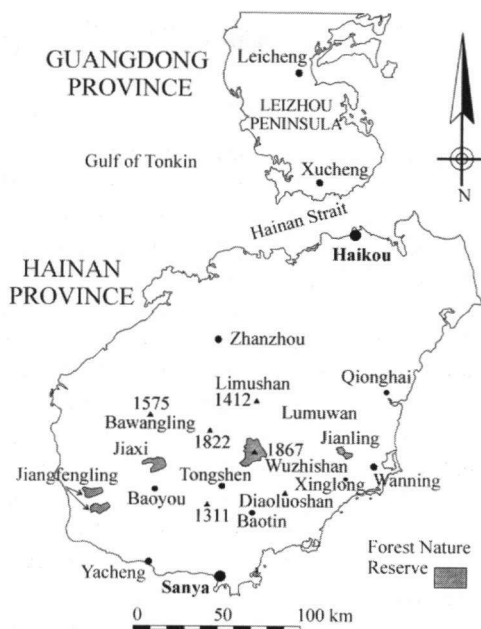 GUANGDONG
PROVINCE
Leicheng
LEIZHOU
PENINSULA
Gulf of Tonkin
Xucheng
N
Hainan Strait
Haikou
HAINAN
PROVINCE
Zhanzhou
Qionghai
Limushan
1412
1575
Bawangling
Lumuwan
1822
Jianling
1867
Jiaxi
Wuzhishan
Jiangfengling
Tongshen
Xinglong
Wanning
Baoyou
Diaoluoshan
1311
Baotin
Forest Nature
Reserve
Yacheng
Sanya
0 50 100 km